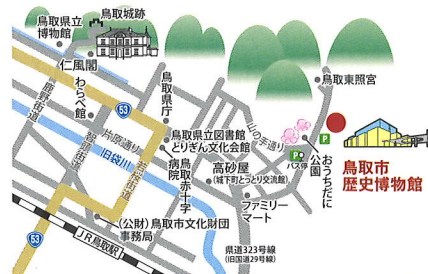 鳥取県立
博物館
鳥取城跡
仁風閣
わらべ館
鹿野街道
智頭街道
53
片原通り
旧袋川
若桜街道
鳥取県庁
鳥取県立図書館
とりぎん文化会館
鳥取赤十字
病院
高砂屋
(城下町とっとり交流館)
山の手通り
鳥取東照宮
P
P
バス停
おうちだに
公園
鳥取市
歴史博物館
ファミリー
マート
(公財)鳥取市文化財団
事務局
JR鳥取駅
53
県道323号線
(旧国道29号線)